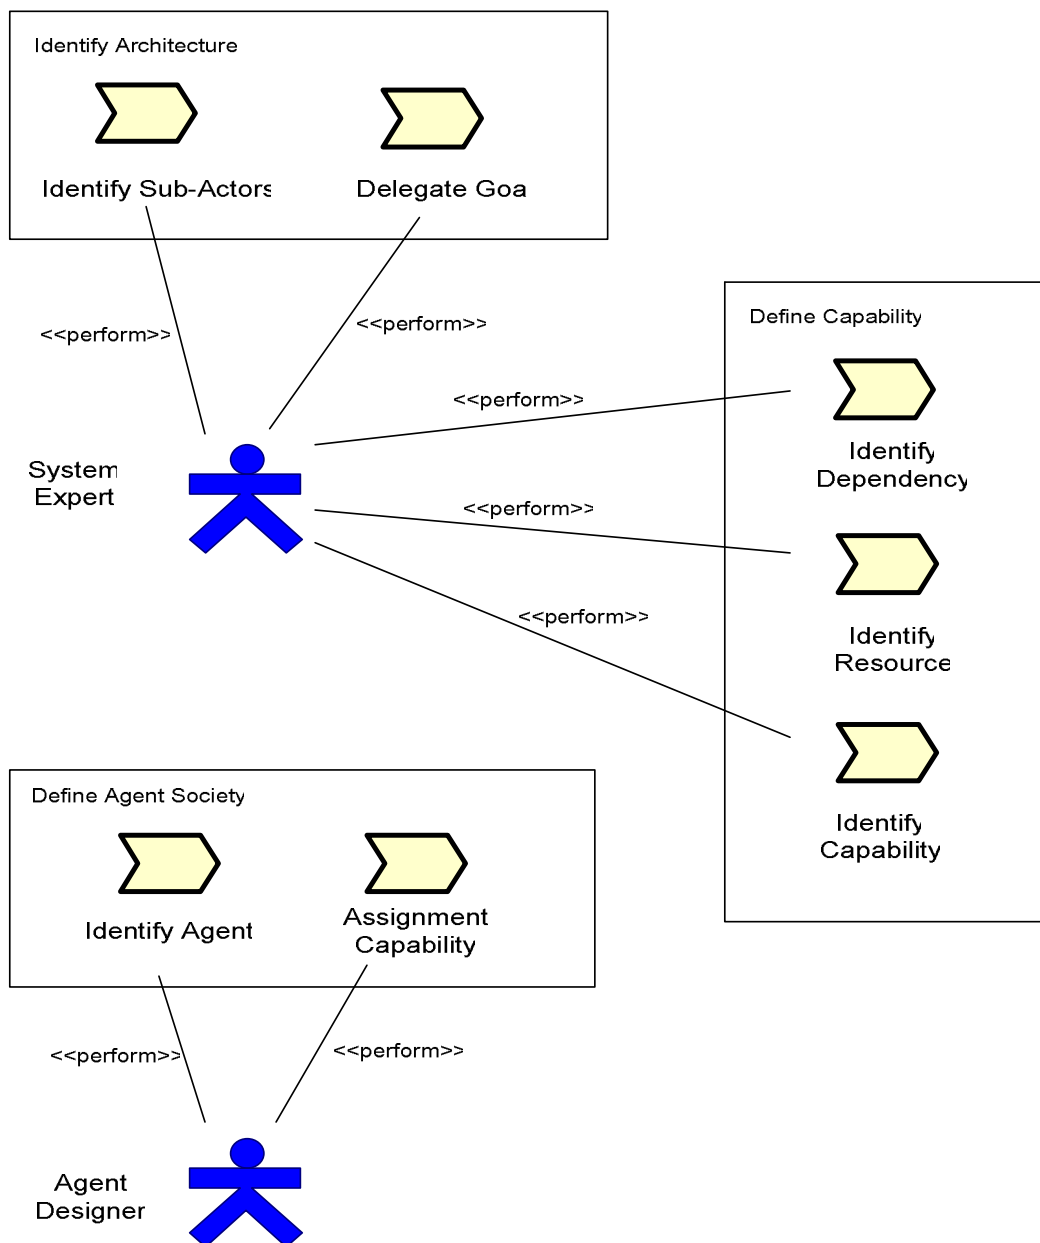 Identify Architecture
Identify Sub-Actors
Delegate Goa
<<perform>>
<<perform>>
System
Expert
<<perform>>
<<perform>>
<<perform>>
Define Capability
Identify
Dependency
Identify
Resource
Identify
Capability
Define Agent Society
Identify Agent
Assignment
Capability
<<perform>>
<<perform>>
Agent
Designer